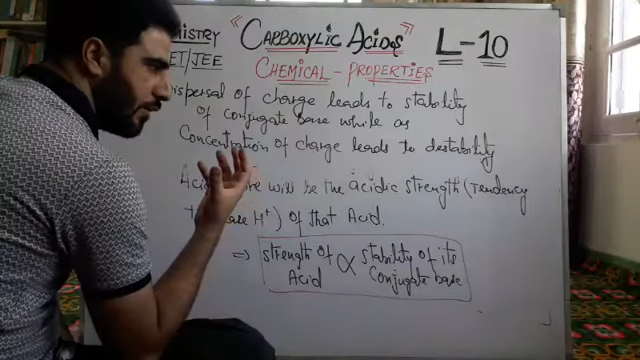 "CARBOXYLIC ACIDS" L-10
MISTRY
ET/JEE
CHEMICAL - PROPERTIES
ispersal of charge leads to stability
of conjugate base while as
Concentration of charge leads to destability
will be the acidic strength (Tendency
H+) of that Acid.
⇒ strength of Acid ∝ stability of its Conjugate base